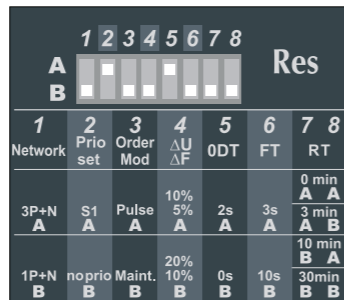 1 2 3 4 5 6 7 8
A
Res
B
1 2 3 4 5 6 7 8
Network Prio set Order Mod ΔU ΔF 0DT FT RT
0 min
A A
10%
3P+N S1 Pulse 5% 2s 3s 3 min
A A A A A A A B
10 min
B A
20%
1P+N noprio Maint. 10% 0s 10s 30min
B B B B B B B B